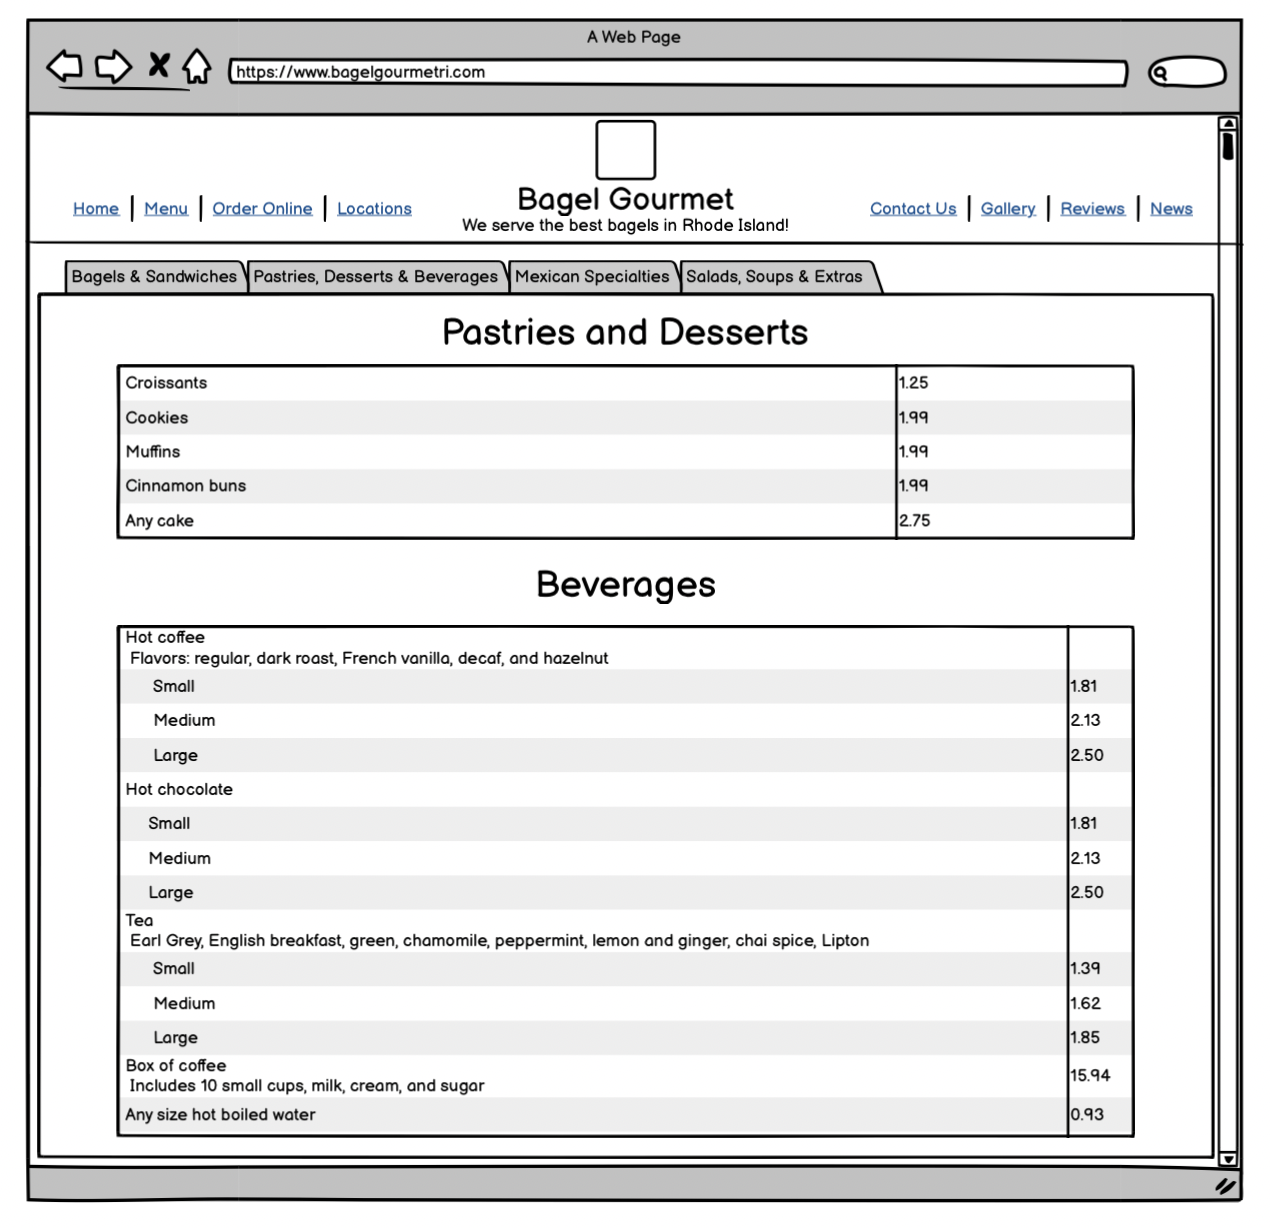 A Web Page
https://www.bagelgourmetri.com
Home Menu Order Online Locations
Bagel Gourmet
We serve the best bagels in Rhode Island!
Contact Us Gallery Reviews News
Bagels & Sandwiches Pastries, Desserts & Beverages Mexican Specialties Salads, Soups & Extras
Pastries and Desserts
Croissants 1.25
Cookies 1.99
Muffins 1.99
Cinnamon buns 1.99
Any cake 2.75
Beverages
Hot coffee
Flavors: regular, dark roast, French vanilla, decaf, and hazelnut
Small 1.81
Medium 2.13
Large 2.50
Hot chocolate
Small 1.81
Medium 2.13
Large 2.50
Tea
Earl Grey, English breakfast, green, chamomile, peppermint, lemon and ginger, chai spice, Lipton
Small 1.39
Medium 1.62
Large 1.85
Box of coffee
Includes 10 small cups, milk, cream, and sugar 15.94
Any size hot boiled water 0.93